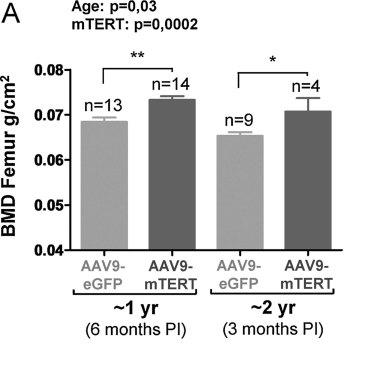 A
Age: p=0,03
mTERT: p=0,0002
BMD Femur g/cm²
0.08
0.07
0.06
0.05
0.04
**
n=13
n=14
*
n=9
n=4
AAV9-
eGFP
AAV9-
mTERT
AAV9-
eGFP
AAV9-
mTERT
~1 yr
(6 months PI)
~2 yr
(3 months PI)